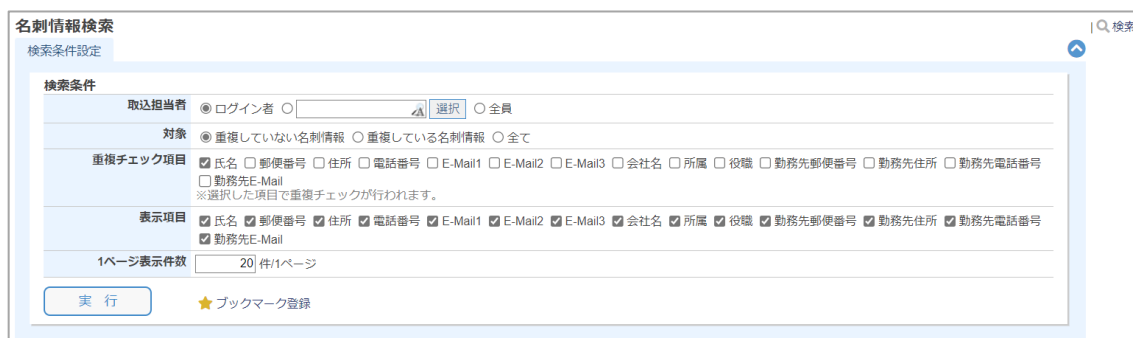 名刺情報検索
検索
検索条件設定
検索条件
取込担当者 ログイン者 選択 全員
対象 重複していない名刺情報 重複している名刺情報 全て
重複チェック項目 氏名 郵便番号 住所 電話番号 E-Mail1 E-Mail2 E-Mail3 会社名 所属 役職 勤務先郵便番号 勤務先住所 勤務先電話番号
勤務先E-Mail
※選択した項目で重複チェックが行われます。
表示項目 氏名 郵便番号 住所 電話番号 E-Mail1 E-Mail2 E-Mail3 会社名 所属 役職 勤務先郵便番号 勤務先住所 勤務先電話番号
勤務先E-Mail
1ページ表示件数 20 件/1ページ
実 行 ブックマーク登録